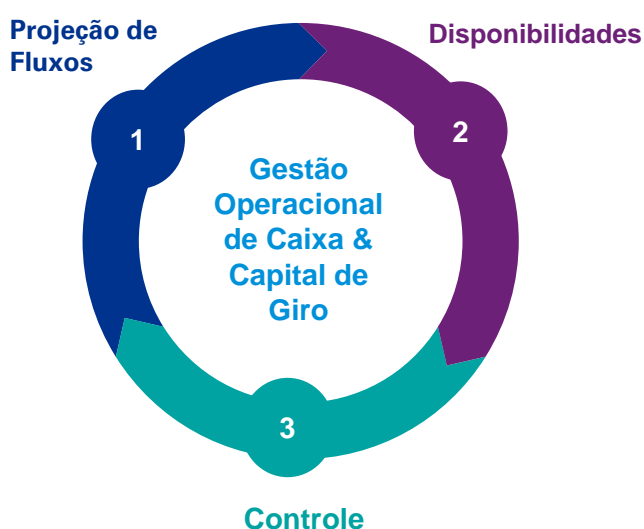 Projeção de
Fluxos
Disponibilidades
1
2
Gestão
Operacional
de Caixa &
Capital de
Giro
3
Controle